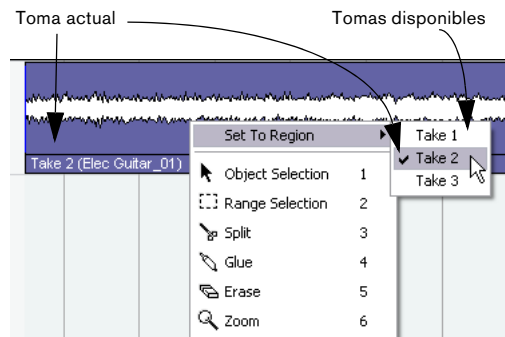 Toma actual
Tomas disponibles
Set To Region
Take 1
Take 2
Take 3
Take 2 (Elec Guitar_01)
Object Selection 1
Range Selection 2
Split 3
Glue 4
Erase 5
Zoom 6